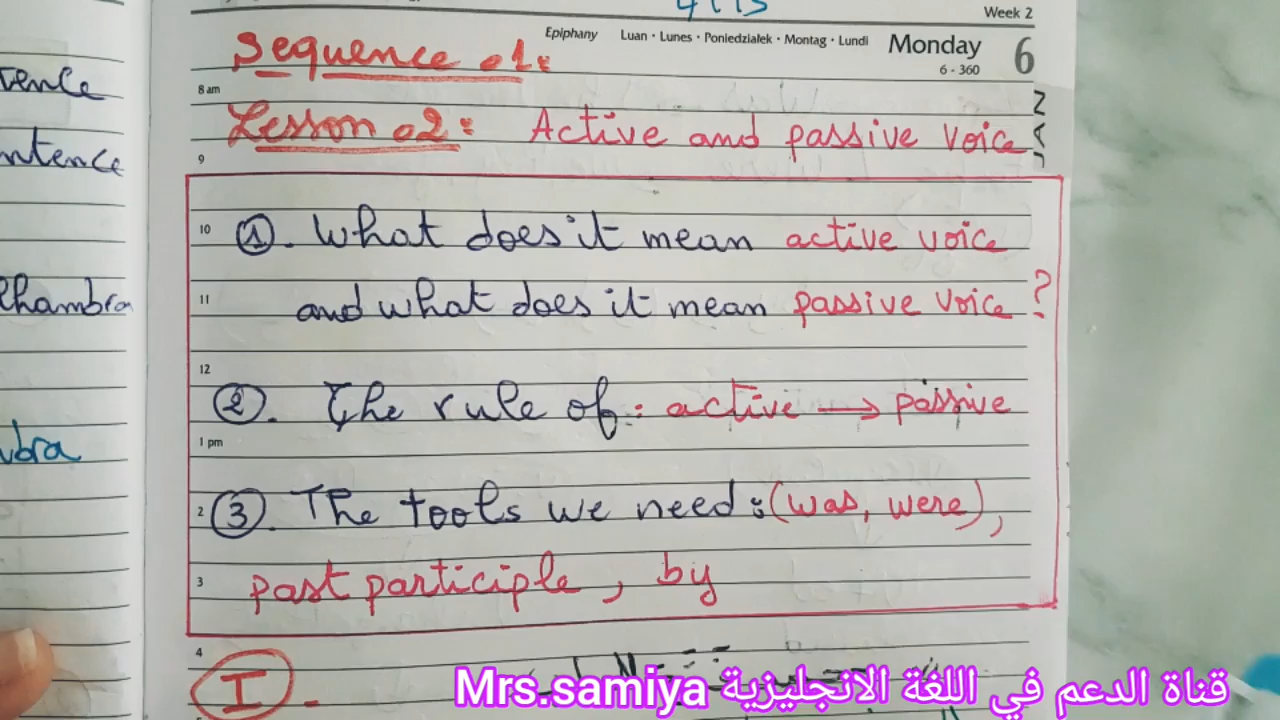 Week 2
Epiphany Luan · Lunes · Poniedziałek · Montag · Lundi Monday 6
6 - 360
JAN
Sequence 01:
8 am
Lesson 02: Active and passive voice
9
10 ①. What does it mean active voice
11 and what does it mean passive voice ?
12
②. The rule of : active → passive
1 pm
2 ③. The tools we need : (was, were),
3 past participle, by
4
I -
tence
ntence
lhambra
قناة الدعم في اللغة الانجليزية Mrs.samiya